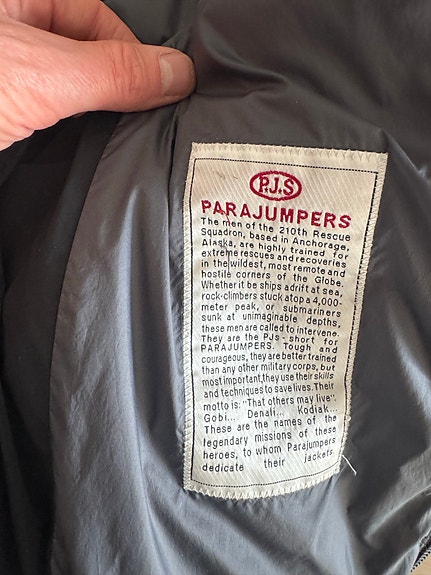 P.J.S
PARAJUMPERS
The men of the 210th Rescue
Squadron, based in Anchorage,
Alaska, are highly trained for
extreme rescues and recoveries
in the wildest, most remote and
hostile corners of the Globe.
Whether it be ships adrift at sea,
rock-climbers stuck atop a 4,000-
meter peak, or submariners
sunk at unimaginable depths,
these men are called to intervene.
They are the PJs - short for
PARAJUMPERS. Tough and
courageous, they are better trained
than any other military corps, but
most important,they use their skills
and techniques to save lives. Their
motto is: "That others may live".
Gobi... Denali... Kodiak...
These are the names of the
legendary missions of these
heroes, to whom Parajumpers
dedicate their jackets.